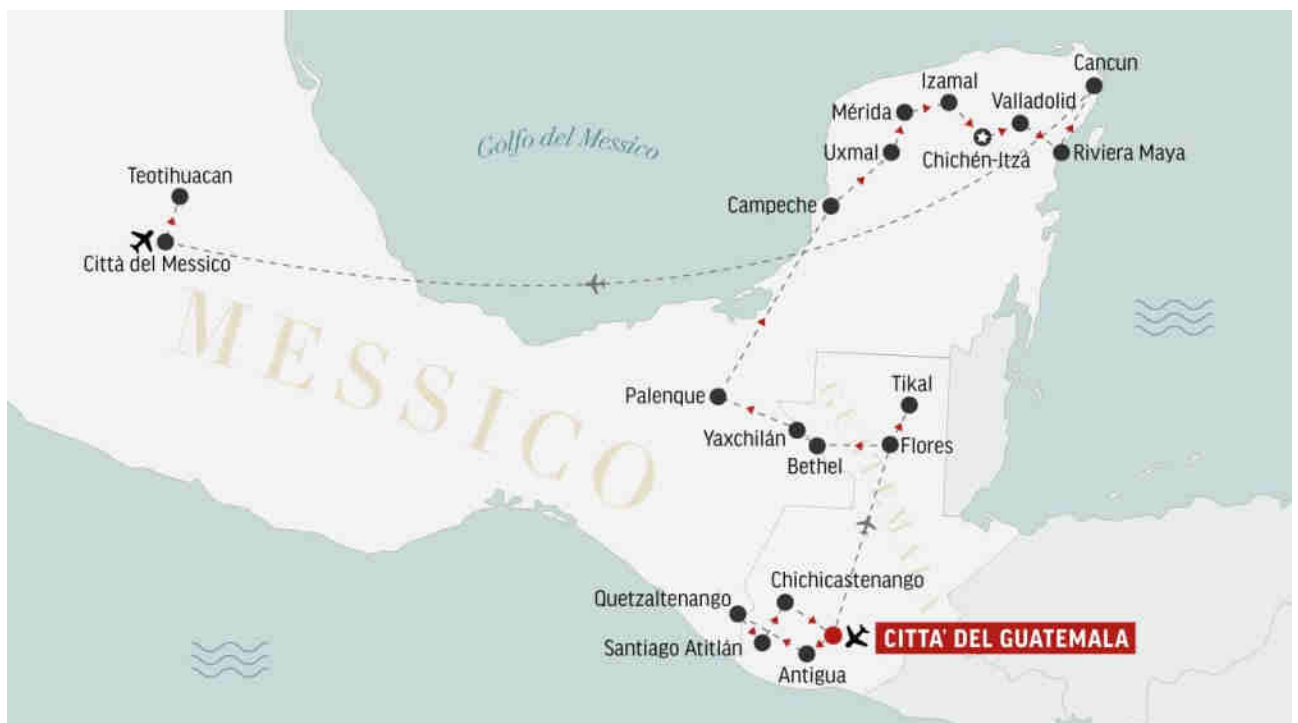 Cancun
Izamal
Valladolid
Mérida
Golfo del Messico
Uxmal
Chichén-Itzá
Riviera Maya
Teotihuacan
Campeche
Città del Messico
MESSICO
Tikal
Palenque
GUATEMALA
Yaxchilán
Flores
Bethel
Chichicastenango
Quetzaltenango
CITTA' DEL GUATEMALA
Santiago Atitlán
Antigua